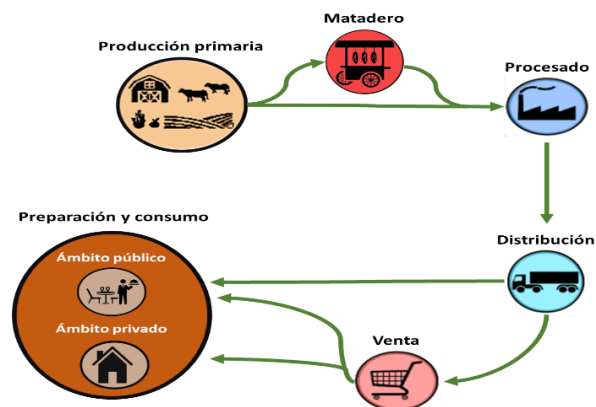 Matadero
Producción primaria
Procesado
Preparación y consumo
Ámbito público
Distribución
Ámbito privado
Venta